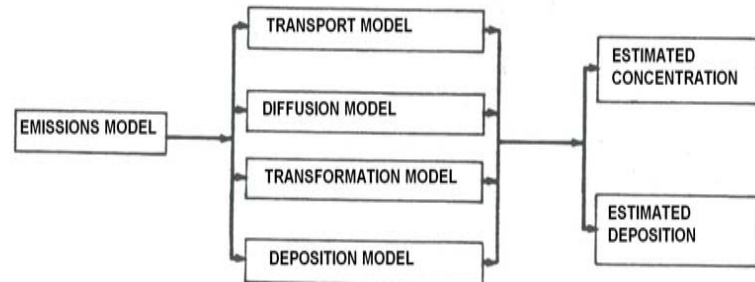 TRANSPORT MODEL
ESTIMATED
CONCENTRATION
DIFFUSION MODEL
EMISSIONS MODEL
TRANSFORMATION MODEL
ESTIMATED
DEPOSITION
DEPOSITION MODEL